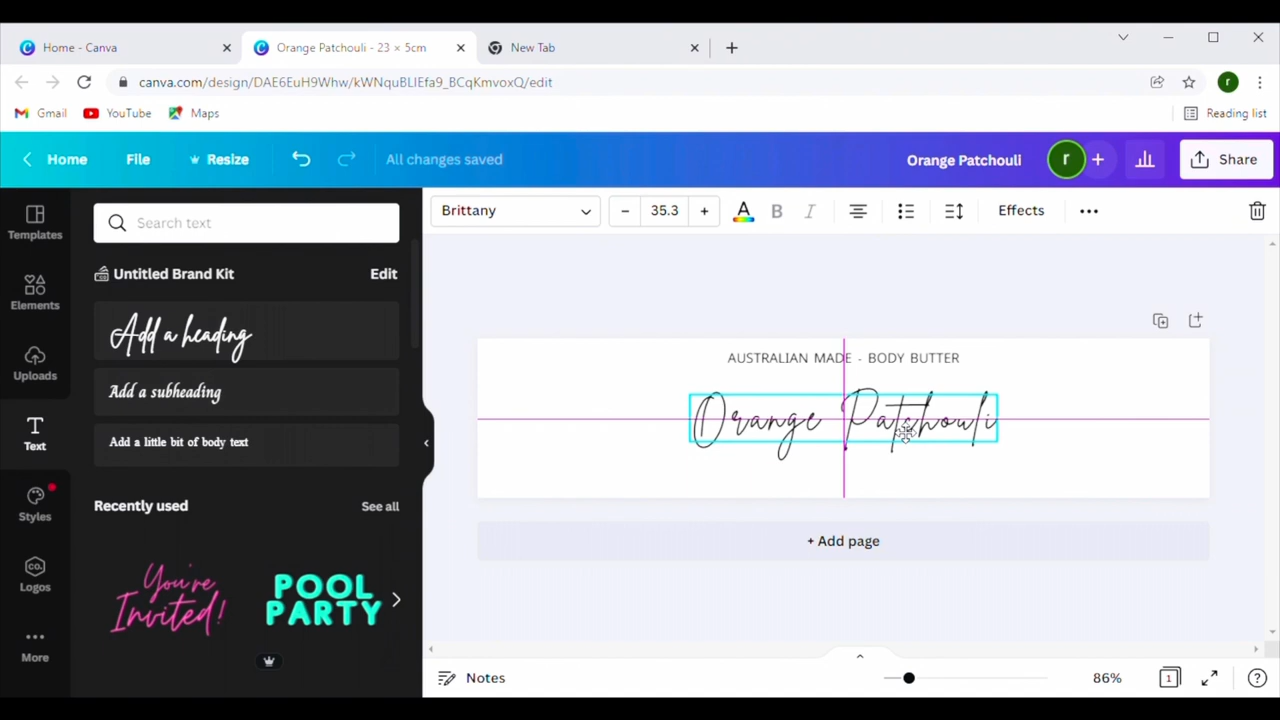 Home - Canva
Orange Patchouli - 23 × 5cm
New Tab
canva.com/design/DAE6EuH9Whw/kWNquBLIEfa9_BCqKmvoxQ/edit
r
Gmail
YouTube
Maps
Reading list
Home
File
Resize
All changes saved
Orange Patchouli
r
Share
Templates
Elements
Uploads
Text
Styles
CO.
Logos
More
Search text
Untitled Brand Kit
Edit
Add a heading
Add a subheading
Add a little bit of body text
Recently used
See all
You're
Invited!
POOL
PARTY
Brittany
35.3
A
B
I
Effects
AUSTRALIAN MADE - BODY BUTTER
Orange Patchouli
+ Add page
Notes
86%
1
?